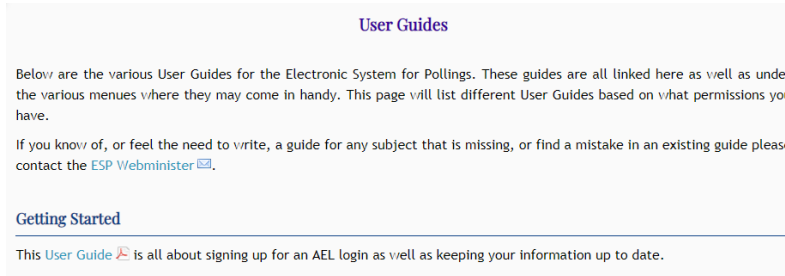 User Guides
Below are the various User Guides for the Electronic System for Pollings. These guides are all linked here as well as unde
the various menues where they may come in handy. This page will list different User Guides based on what permissions yo
have.
If you know of, or feel the need to write, a guide for any subject that is missing, or find a mistake in an existing guide pleas
contact the ESP Webminister.
Getting Started
This User Guide is all about signing up for an AEL login as well as keeping your information up to date.